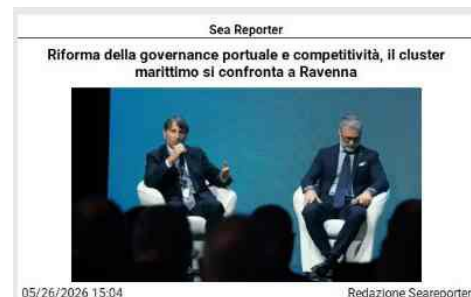 Sea Reporter
Riforma della governance portuale e competitività, il cluster
marittimo si confronta a Ravenna
05/26/2026 15:04
Redazione Seareporter